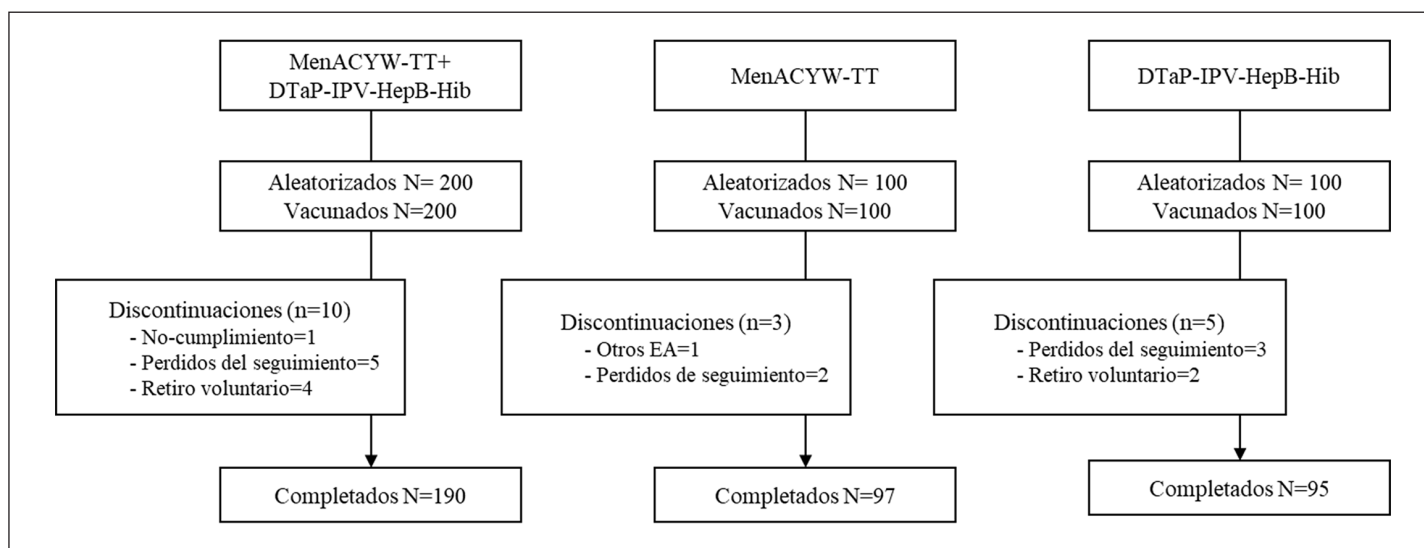 MenACYW-TT+
DTaP-IPV-HepB-Hib
Aleatorizados N= 200
Vacunados N=200
Discontinuaciones (n=10)
- No-cumplimiento=1
- Perdidos del seguimiento=5
- Retiro voluntario=4
Completados N=190
MenACYW-TT
Aleatorizados N= 100
Vacunados N=100
Discontinuaciones (n=3)
- Otros EA=1
- Perdidos de seguimiento=2
Completados N=97
DTaP-IPV-HepB-Hib
Aleatorizados N= 100
Vacunados N=100
Discontinuaciones (n=5)
- Perdidos del seguimiento=3
- Retiro voluntario=2
Completados N=95